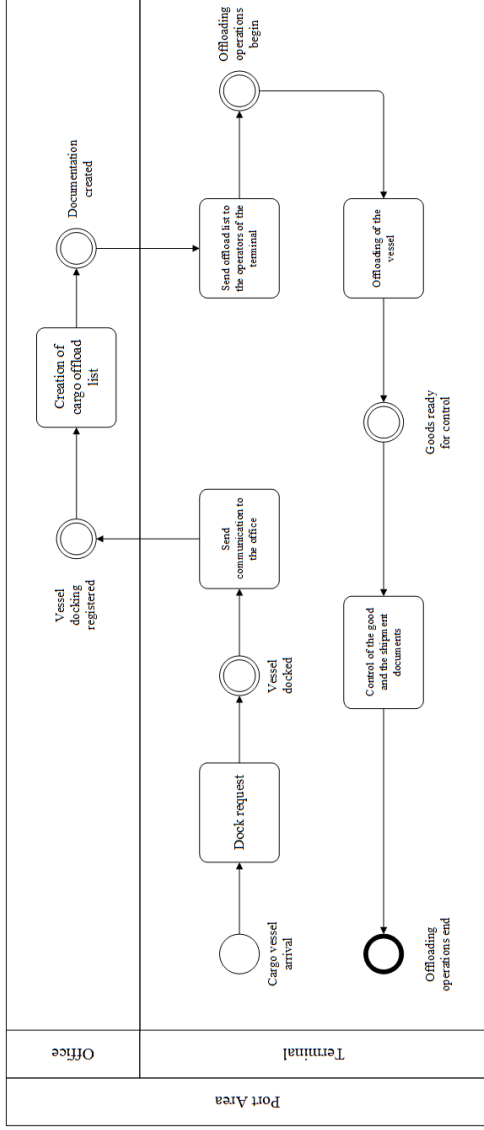 Port Area
Office
Terminal
Cargo vessel
arrival
Dock request
Vessel
docked
Send
communication to
the office
Vessel
docking
registered
Creation of
cargo offload
list
Documentation
created
Send offload list to
the operators of the
terminal
Offloading
operations
begin
Offloading of the
vessel
Goods ready
for control
Control of the good
and the shipment
documents
Offloading
operations end